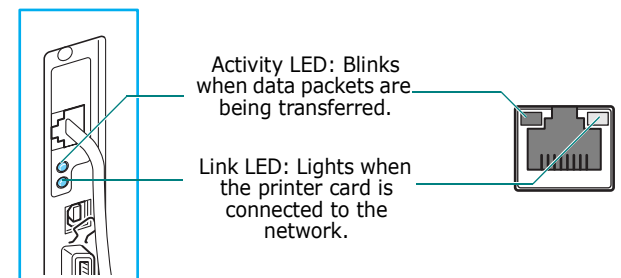 Activity LED: Blinks
when data packets are
being transferred.
Link LED: Lights when
the printer card is
connected to the
network.